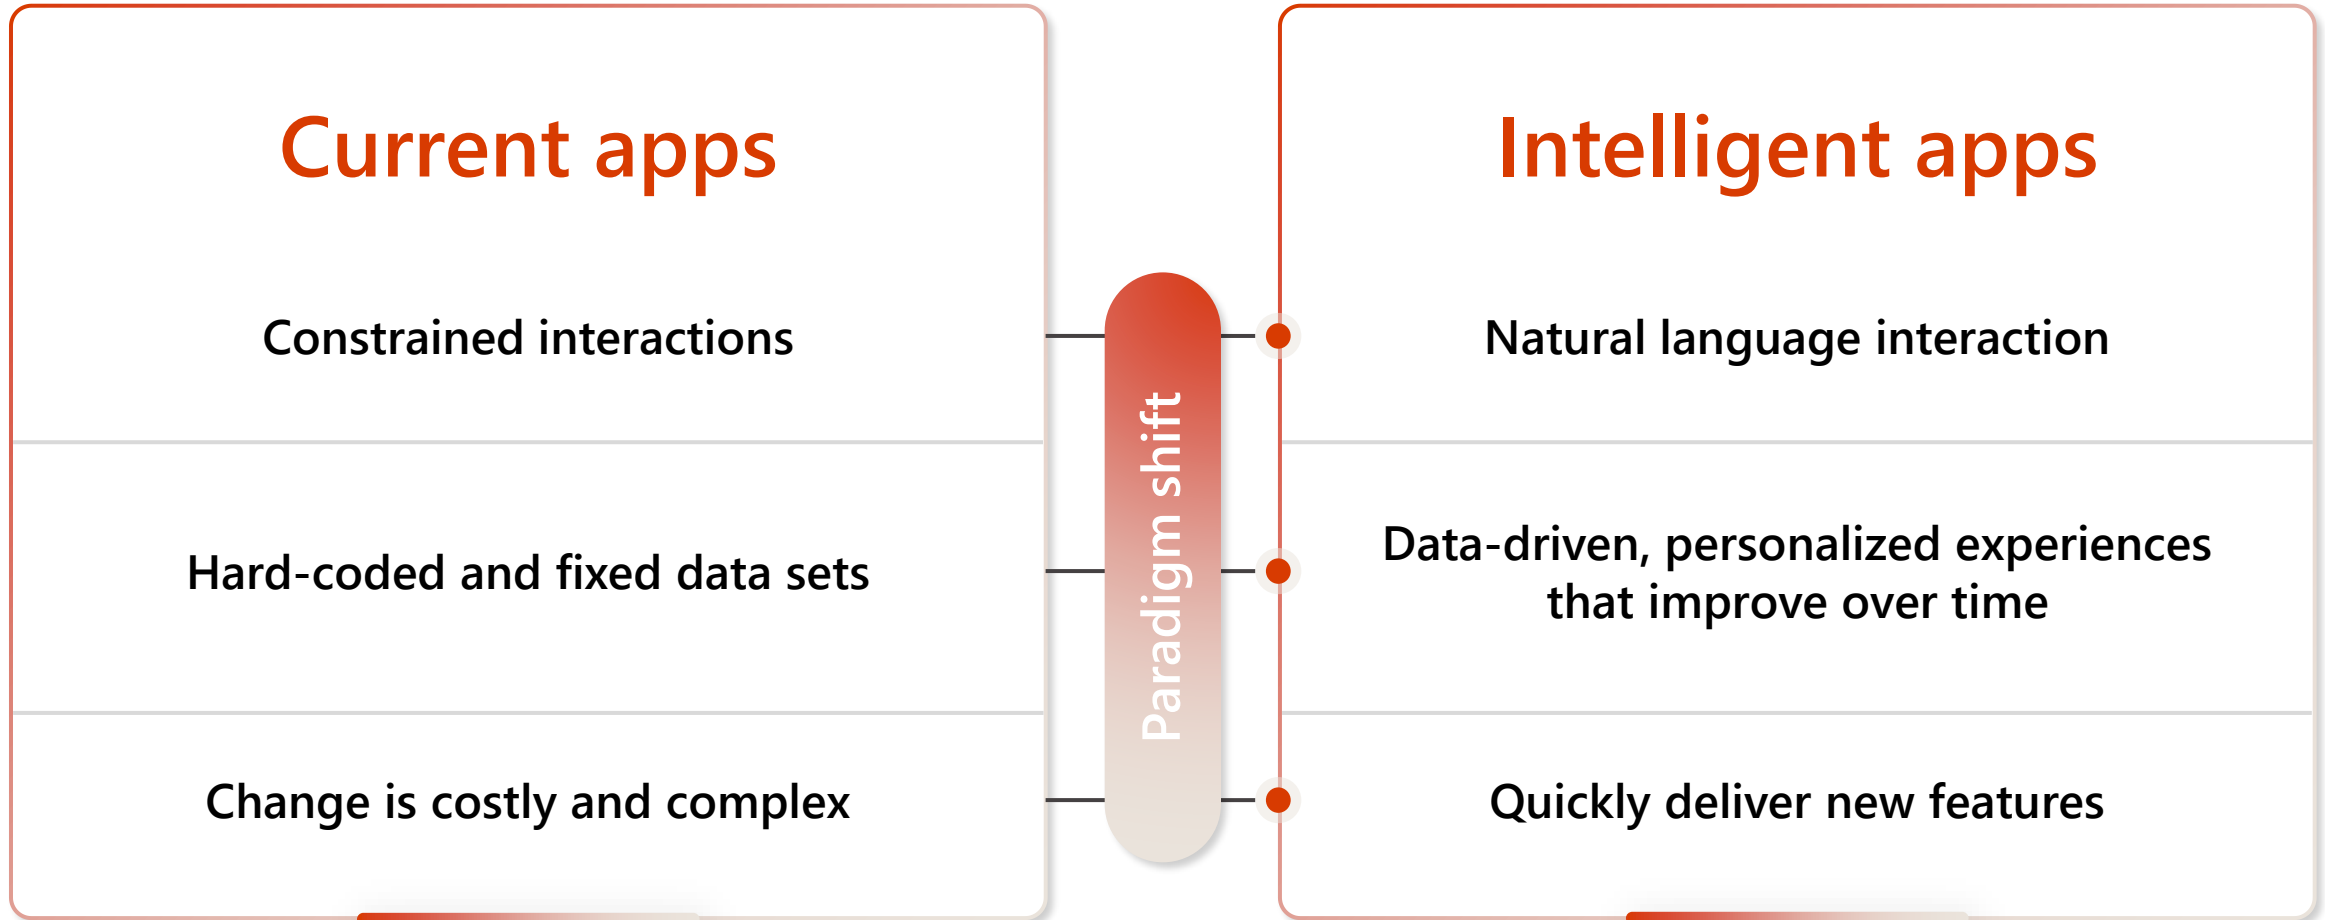 Current apps
Constrained interactions
Hard-coded and fixed data sets
Change is costly and complex
Paradigm shift
Intelligent apps
Natural language interaction
Data-driven, personalized experiences
that improve over time
Quickly deliver new features